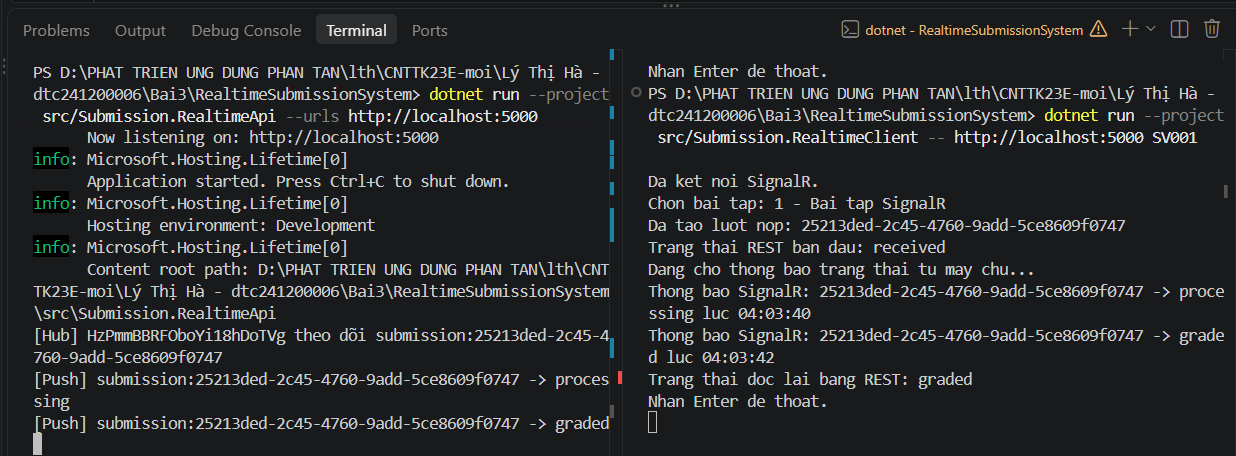 Problems Output Debug Console Terminal Ports
dotnet - RealtimeSubmissionSystem
PS D:\PHAT TRIEN UNG DUNG PHAN TAN\lth\CNTTK23E-moi\Lý Thị Hà -
dtc241200006\Bai3\RealtimeSubmissionSystem> dotnet run --project
src/Submission.RealtimeApi --urls http://localhost:5000
Now listening on: http://localhost:5000
info: Microsoft.Hosting.Lifetime[0]
Application started. Press Ctrl+C to shut down.
info: Microsoft.Hosting.Lifetime[0]
Hosting environment: Development
info: Microsoft.Hosting.Lifetime[0]
Content root path: D:\PHAT TRIEN UNG DUNG PHAN TAN\lth\CNT
TK23E-moi\Lý Thị Hà - dtc241200006\Bai3\RealtimeSubmissionSystem
\src\Submission.RealtimeApi
[Hub] HzPmmBBRFOboYi18hDoTVg theo dõi submission:25213ded-2c45-4
760-9add-5ce8609f0747
[Push] submission:25213ded-2c45-4760-9add-5ce8609f0747 -> proces
sing
[Push] submission:25213ded-2c45-4760-9add-5ce8609f0747 -> graded
Nhan Enter de thoat.
PS D:\PHAT TRIEN UNG DUNG PHAN TAN\lth\CNTTK23E-moi\Lý Thị Hà -
dtc241200006\Bai3\RealtimeSubmissionSystem> dotnet run --project
src/Submission.RealtimeClient -- http://localhost:5000 SV001
Da ket noi SignalR.
Chon bai tap: 1 - Bai tap SignalR
Da tao luot nop: 25213ded-2c45-4760-9add-5ce8609f0747
Trang thai REST ban dau: received
Dang cho thong bao trang thai tu may chu...
Thong bao SignalR: 25213ded-2c45-4760-9add-5ce8609f0747 -> proce
ssing luc 04:03:40
Thong bao SignalR: 25213ded-2c45-4760-9add-5ce8609f0747 -> grade
d luc 04:03:42
Trang thai doc lai bang REST: graded
Nhan Enter de thoat.